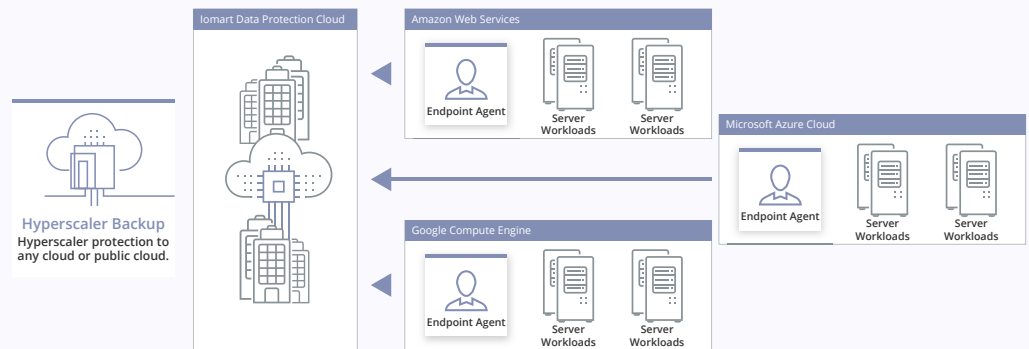 Hyperscaler Backup
Hyperscaler protection to
any cloud or public cloud.
Iomart Data Protection Cloud
Amazon Web Services
Endpoint Agent
Server
Workloads
Server
Workloads
Microsoft Azure Cloud
Endpoint Agent
Server
Workloads
Server
Workloads
Google Compute Engine
Endpoint Agent
Server
Workloads
Server
Workloads